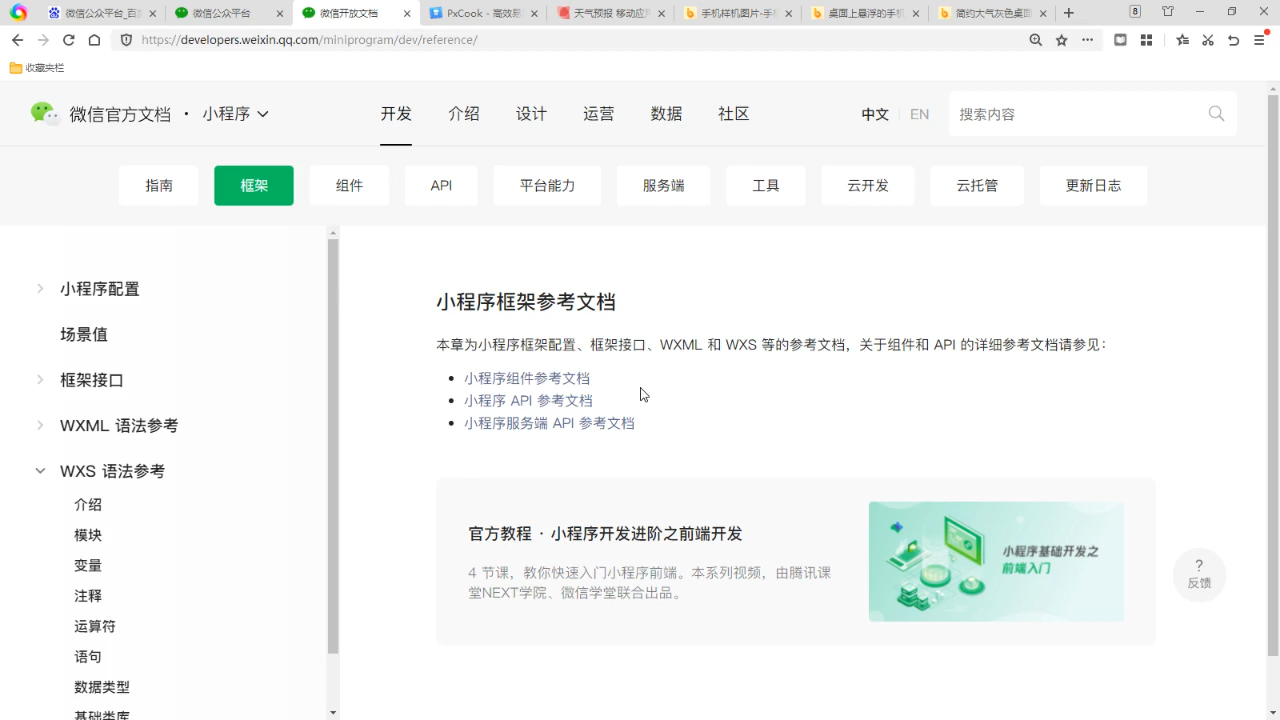 微信公众平台_百
微信公众平台
微信开放文档
PxCook - 高效易
天气预报 移动应用
手机样机图片-手
桌面上悬浮的手机
简约大气灰色桌面
8
https://developers.weixin.qq.com/miniprogram/dev/reference/
收藏夹栏
微信官方文档 · 小程序
开发
介绍
设计
运营
数据
社区
中文
EN
搜索内容
指南
框架
组件
API
平台能力
服务端
工具
云开发
云托管
更新日志
小程序配置
场景值
框架接口
WXML 语法参考
WXS 语法参考
介绍
模块
变量
注释
运算符
语句
数据类型
基础类库
小程序框架参考文档
本章为小程序框架配置、框架接口、WXML 和 WXS 等的参考文档，关于组件和 API 的详细参考文档请参见：
小程序组件参考文档
小程序 API 参考文档
小程序服务端 API 参考文档
官方教程 · 小程序开发进阶之前端开发
4 节课，教你快速入门小程序前端。本系列视频，由腾讯课
堂NEXT学院、微信学堂联合出品。
小程序基础开发之
前端入门
?
反馈